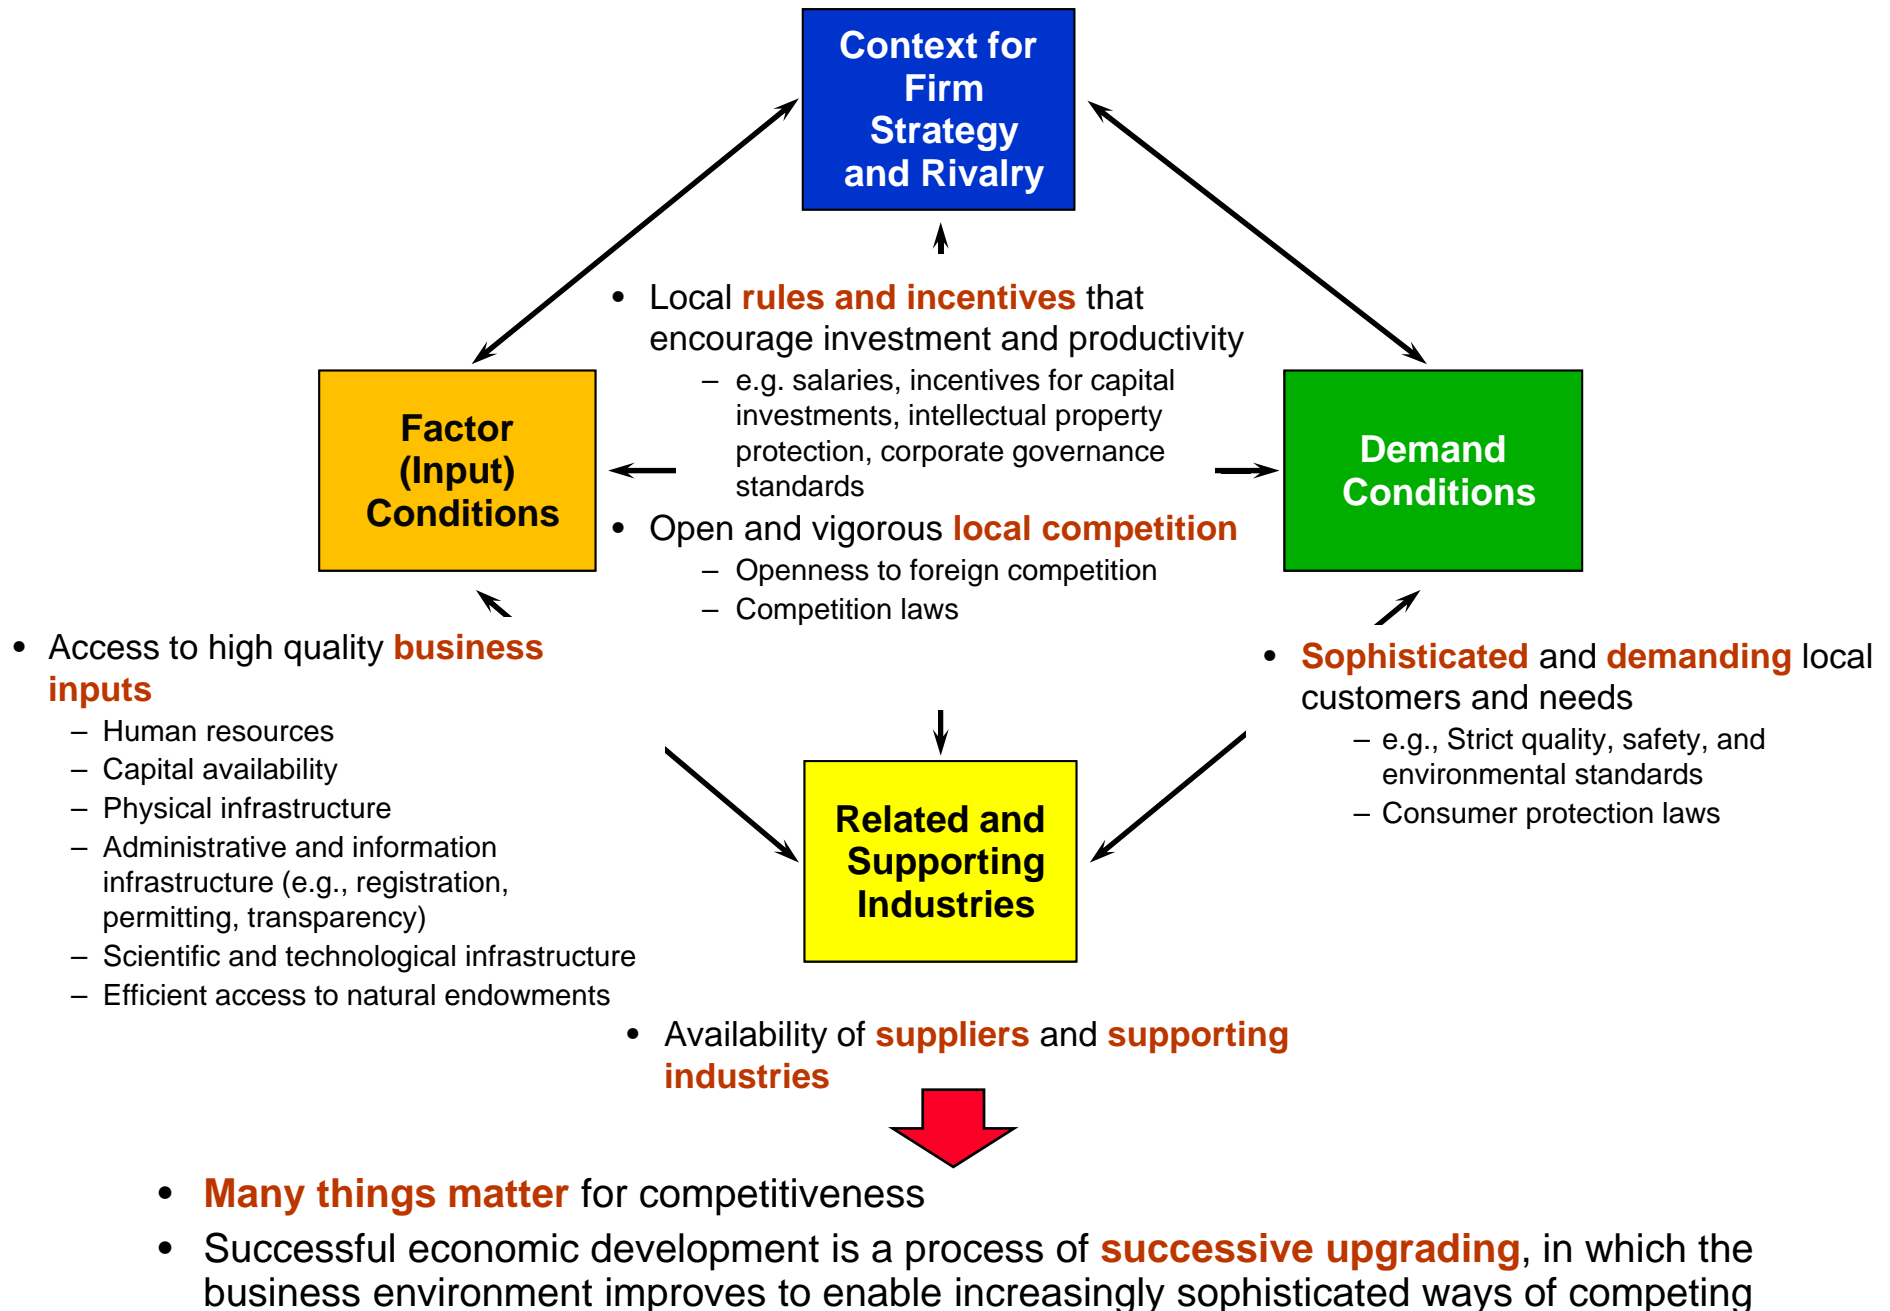 Context for
Firm
Strategy
and Rivalry
• Local rules and incentives that
encourage investment and productivity
– e.g. salaries, incentives for capital
investments, intellectual property
protection, corporate governance
standards
• Open and vigorous local competition
– Openness to foreign competition
– Competition laws
Factor
(Input)
Conditions
Demand
Conditions
• Access to high quality business
inputs
– Human resources
– Capital availability
– Physical infrastructure
– Administrative and information
infrastructure (e.g., registration,
permitting, transparency)
– Scientific and technological infrastructure
– Efficient access to natural endowments
• Sophisticated and demanding local
customers and needs
– e.g., Strict quality, safety, and
environmental standards
– Consumer protection laws
Related and
Supporting
Industries
• Availability of suppliers and supporting
industries
• Many things matter for competitiveness
• Successful economic development is a process of successive upgrading, in which the
business environment improves to enable increasingly sophisticated ways of competing